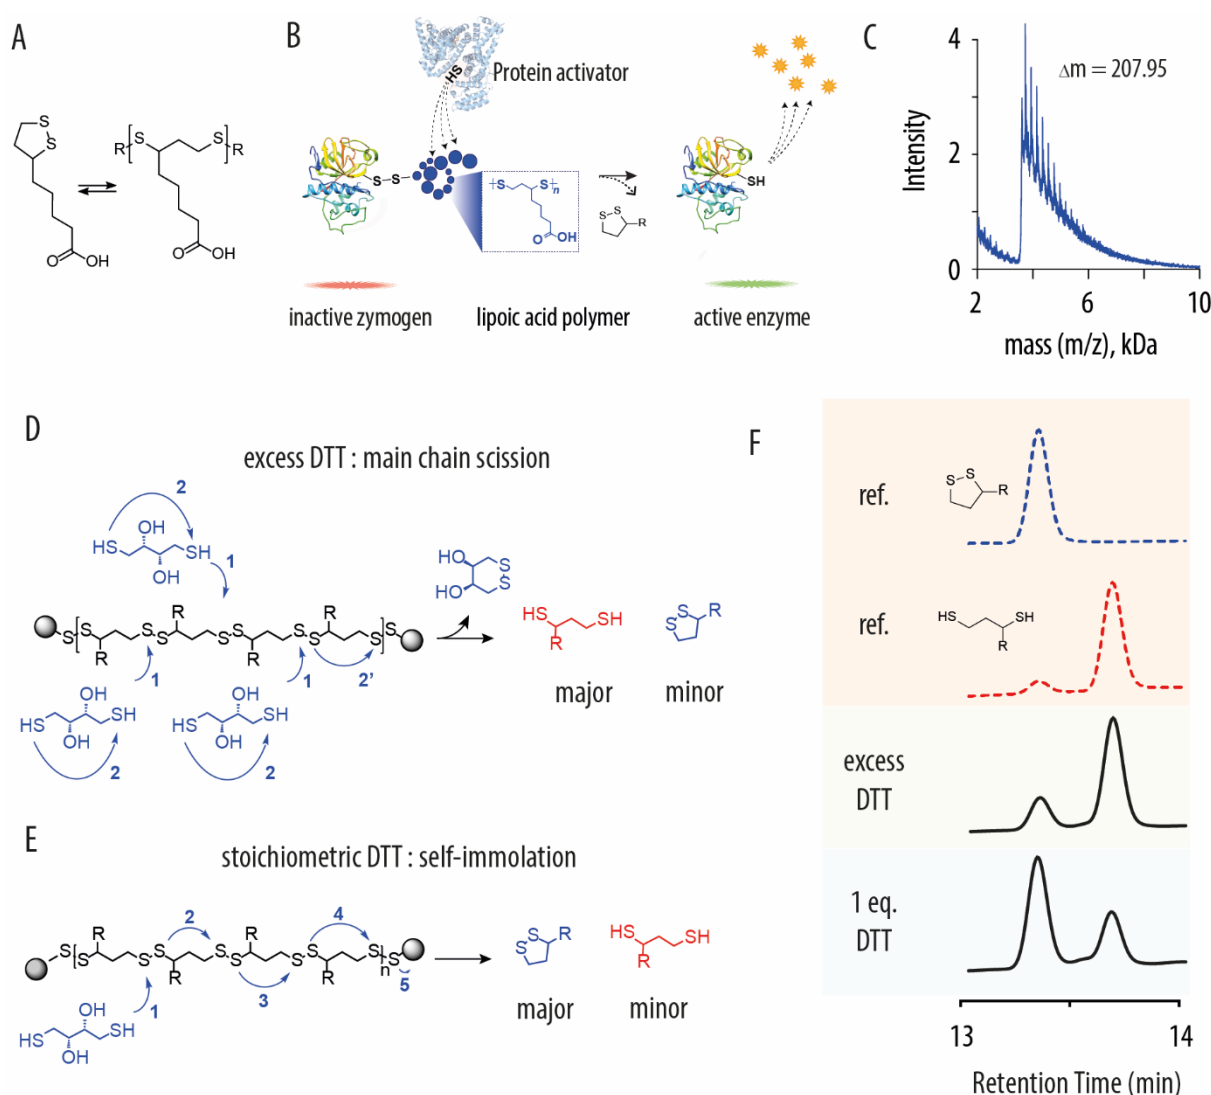 A
S
S
O
OH
R
S
S
R
O
OH
B
HS
Protein activator
S
S
S
S
n
O
OH
S
S
R
SH
inactive zymogen
lipoic acid polymer
active enzyme
C
4
2
0
Intensity
Δm = 207.95
2
6
10
mass (m/z), kDa
D
excess DTT : main chain scission
2
OH
HS
SH
OH
1
S
S
R
R
S
S
R
S
S
R
S
S
S
1
1
2'
OH
HS
SH
OH
2
OH
HS
SH
OH
2
HO
HO
S
S
HS
SH
R
S
S
R
major
minor
E
stoichiometric DTT : self-immolation
2
4
S
S
R
S
S
R
S
S
R
S
S
R
S
n
S
1
3
5
OH
HS
SH
OH
S
S
R
HS
SH
R
major
minor
F
ref.
S
S
R
ref.
HS
SH
R
excess
DTT
1 eq.
DTT
13
14
Retention Time (min)